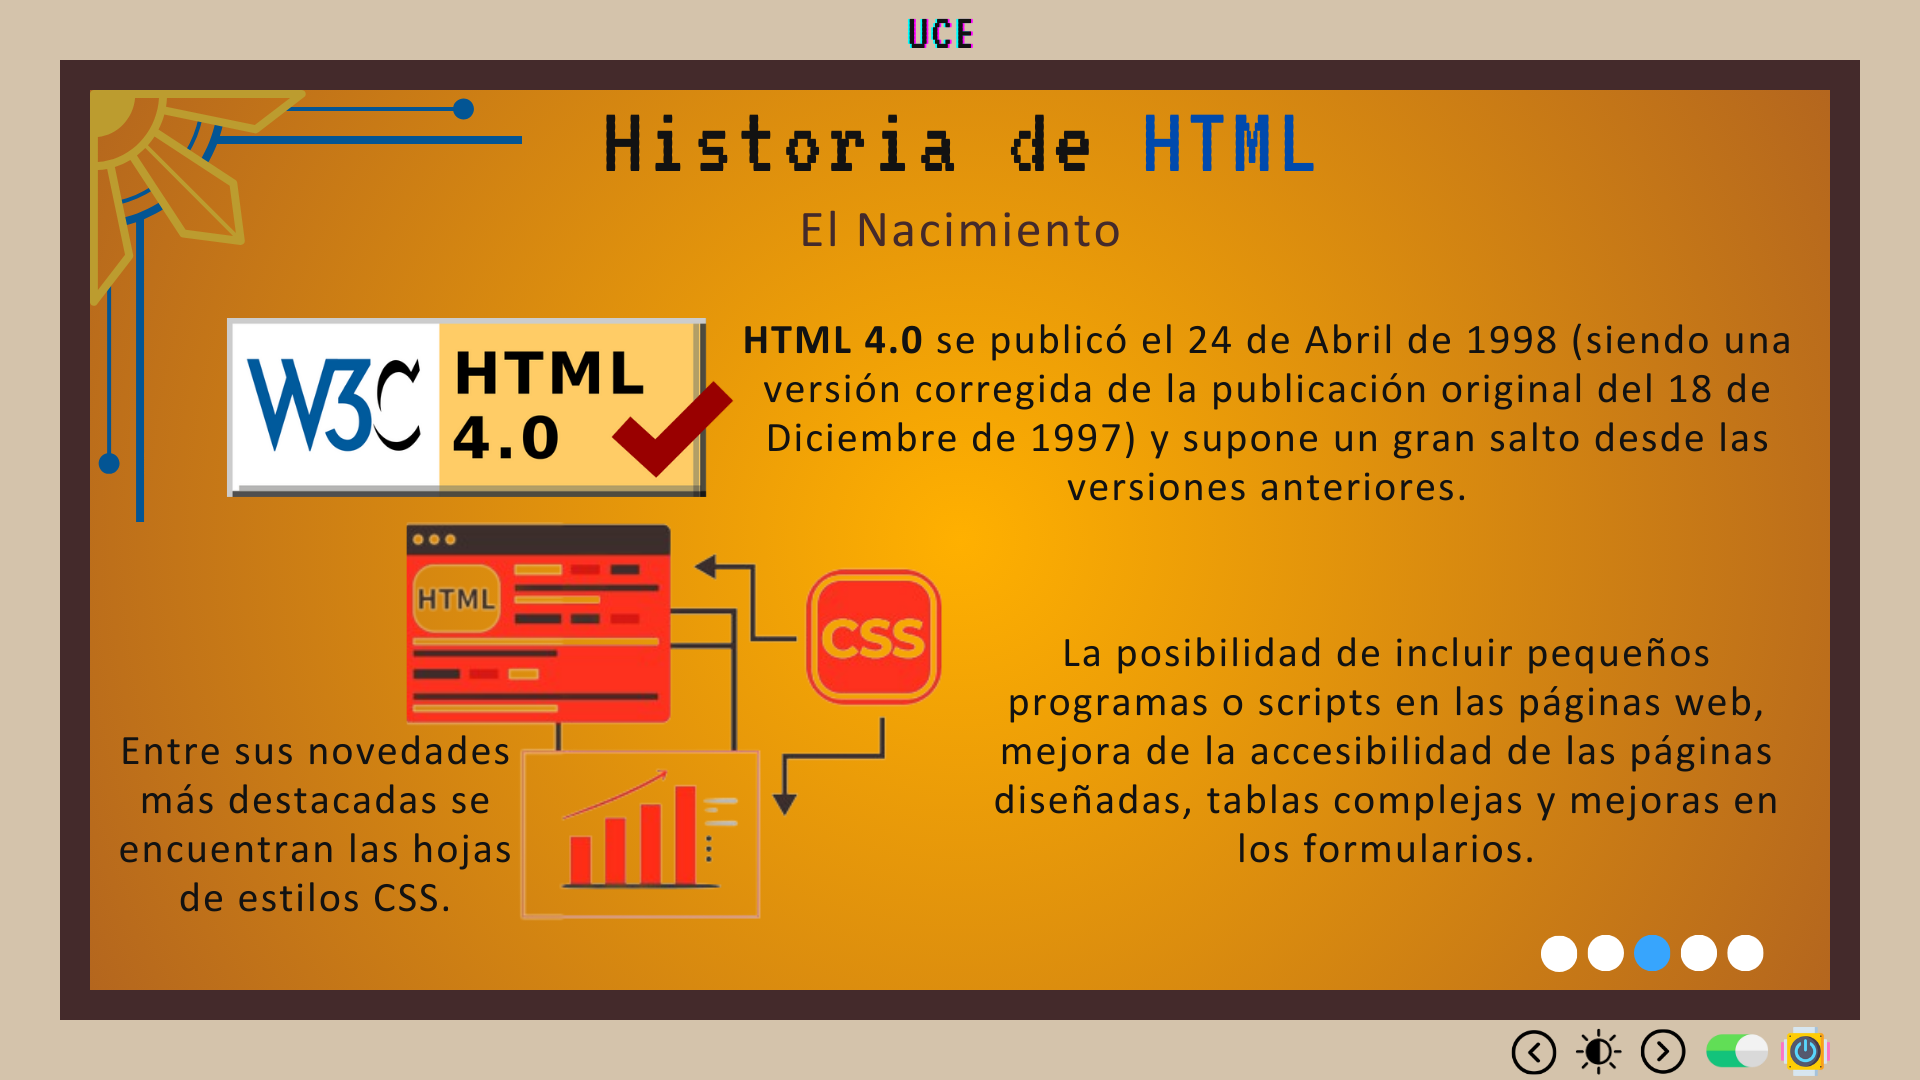 UCE
Historia de HTML
El Nacimiento
W3C
HTML
4.0
HTML 4.0 se publicó el 24 de Abril de 1998 (siendo una
versión corregida de la publicación original del 18 de
Diciembre de 1997) y supone un gran salto desde las
versiones anteriores.
HTML
CSS
Entre sus novedades
más destacadas se
encuentran las hojas
de estilos CSS.
La posibilidad de incluir pequeños
programas o scripts en las páginas web,
mejora de la accesibilidad de las páginas
diseñadas, tablas complejas y mejoras en
los formularios.